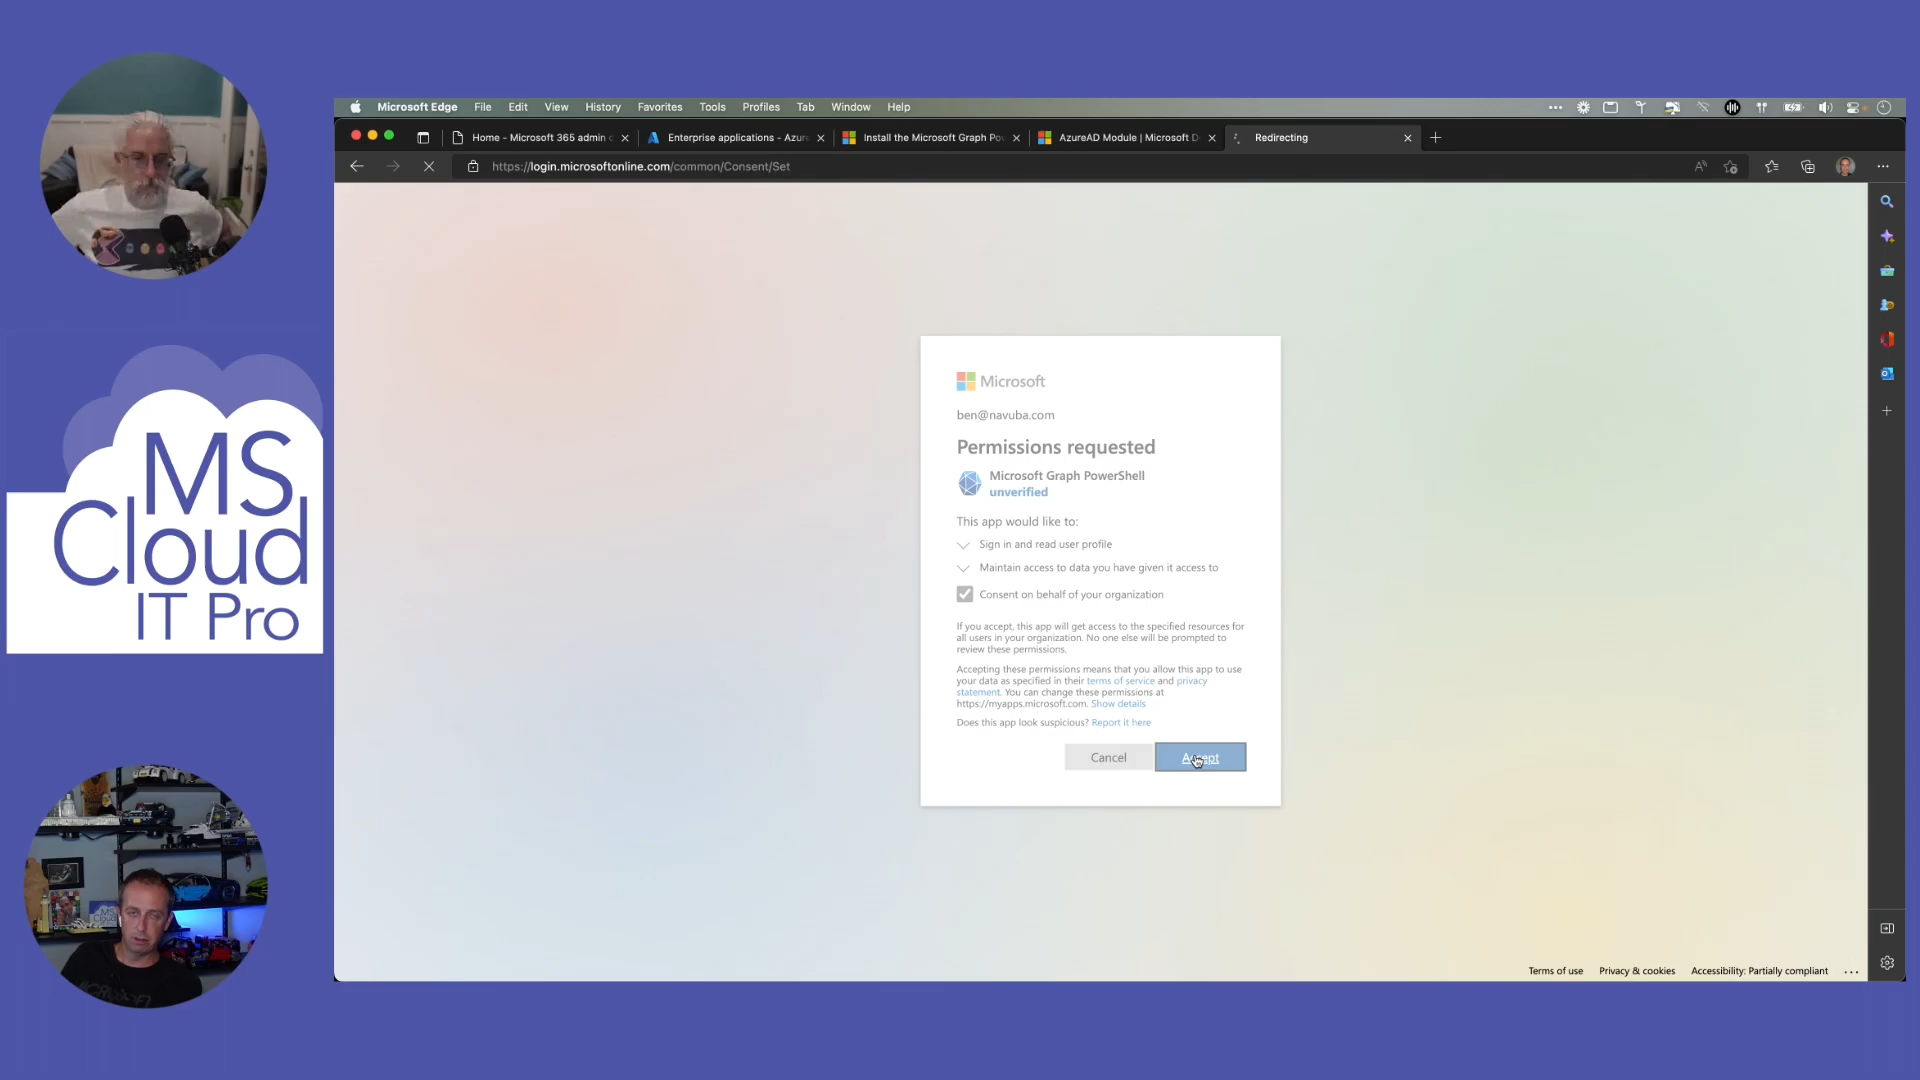 Microsoft Edge File Edit View History Favorites Tools Profiles Tab Window Help
Home - Microsoft 365 admin c
Enterprise applications - Azure
Install the Microsoft Graph Po
AzureAD Module | Microsoft D
Redirecting
https://login.microsoftonline.com/common/Consent/Set
Microsoft
ben@navuba.com
Permissions requested
Microsoft Graph PowerShell
unverified
This app would like to:
Sign in and read user profile
Maintain access to data you have given it access to
Consent on behalf of your organization
If you accept, this app will get access to the specified resources for
all users in your organization. No one else will be prompted to
review these permissions.
Accepting these permissions means that you allow this app to use
your data as specified in their terms of service and privacy
statement. You can change these permissions at
https://myapps.microsoft.com. Show details
Does this app look suspicious? Report it here
Cancel Accept
Terms of use Privacy & cookies Accessibility: Partially compliant ...
MS
Cloud
IT Pro